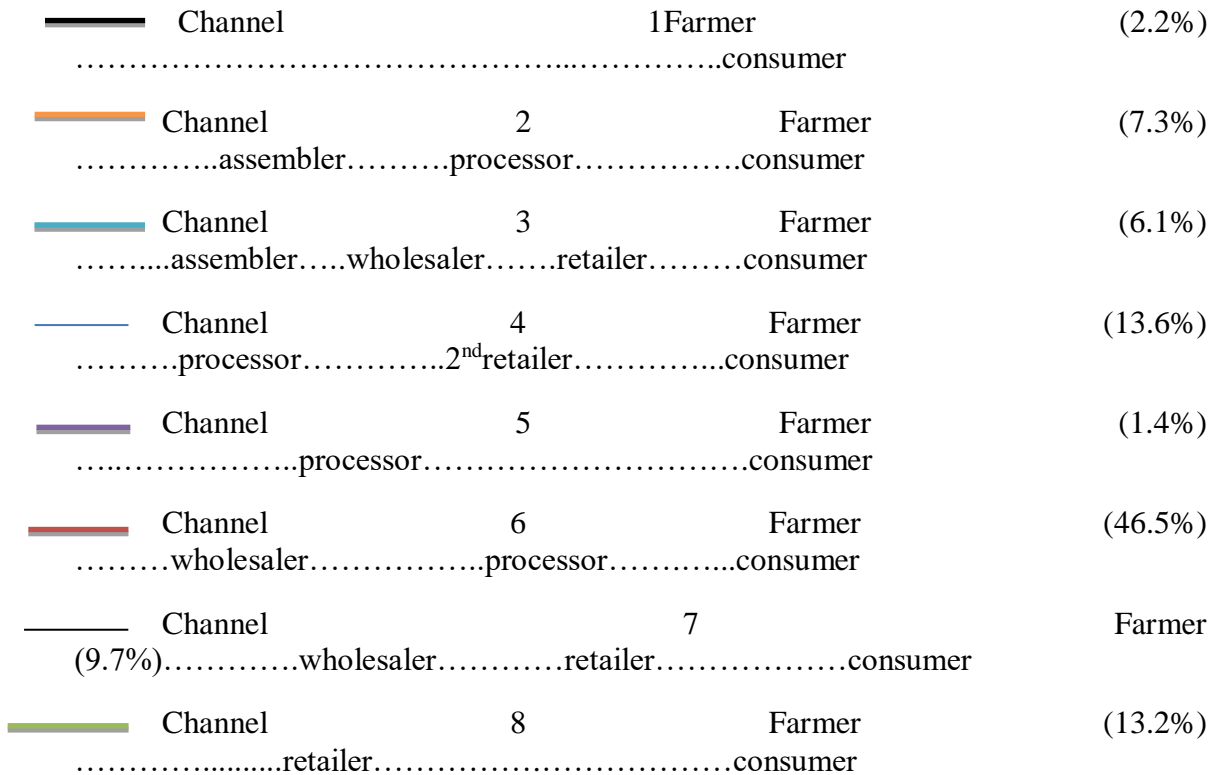 Channel 1Farmer (2.2%)
…………………………………………...…………..consumer
Channel 2 Farmer (7.3%)
…………..assembler……….processor…………….consumer
Channel 3 Farmer (6.1%)
……....assembler…..wholesaler…….retailer………consumer
Channel 4 Farmer (13.6%)
……….processor…………..2ndretailer…………...consumer
Channel 5 Farmer (1.4%)
…..……………..processor…………………………….consumer
Channel 6 Farmer (46.5%)
………wholesaler……………..processor…….…...consumer
Channel 7 Farmer
(9.7%)………….wholesaler…………retailer………………consumer
Channel 8 Farmer (13.2%)
…………..........retailer………………………………consumer